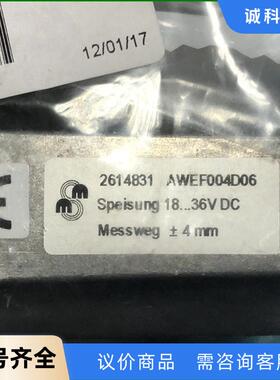 诚科
12/01/17
2614831 AWEF004D06
Speisung 18...36V DC
Messweg ± 4 mm
号齐全
议价商品 需咨询客服